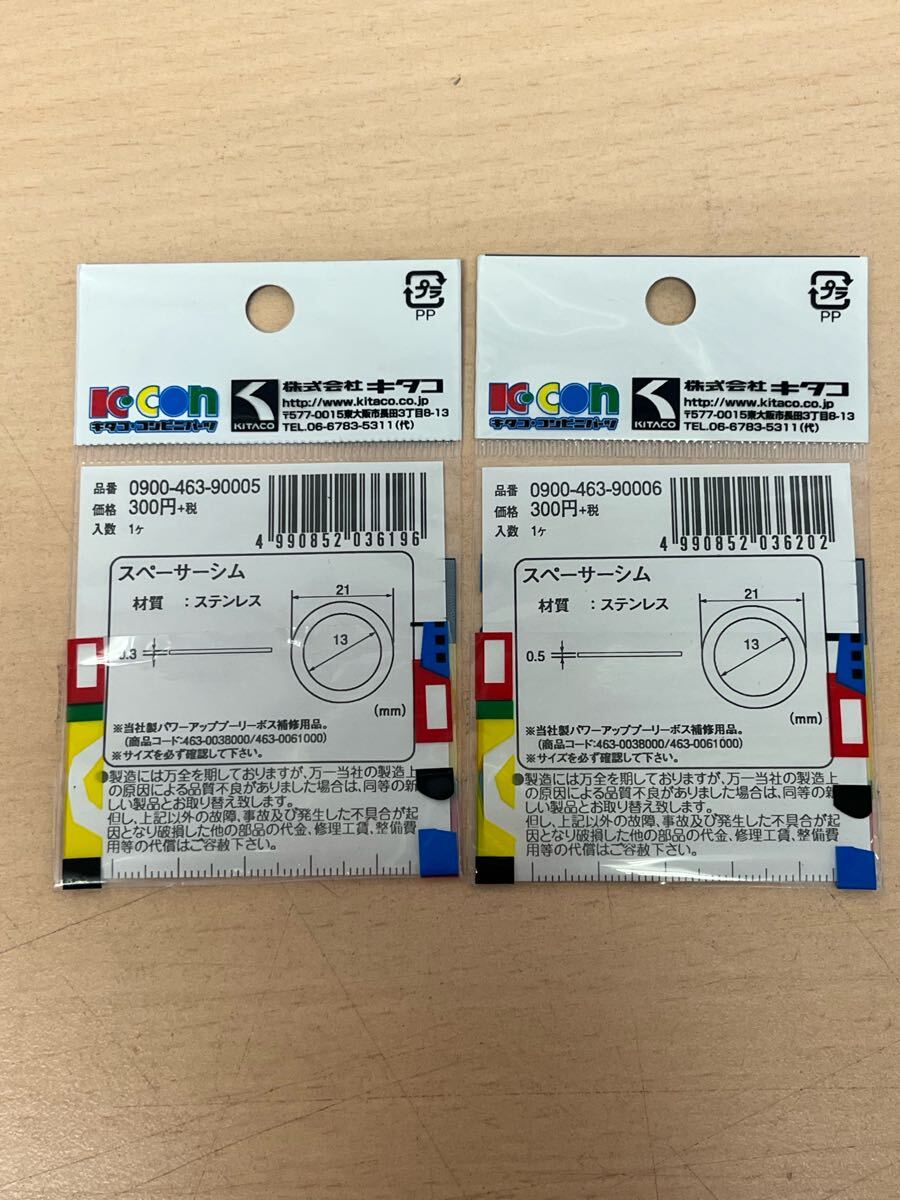 プラ
PP
K・CON
キタコ・コンビニパーツ
KITACO
株式会社 キタコ
http://www.kitaco.co.jp
〒577-0015東大阪市長田3丁目8-13
TEL.06-6783-5311(代)
品番 0900-463-90005
価格 300円+税
入数 1ヶ
4 990852 036196
スペーサーシム
材質 : ステンレス
21
13
0.3
(mm)
※当社製パワーアッププーリーボス補修用品。
(商品コード:463-0038000/463-0061000)
※サイズを必ず確認して下さい。
●製造には万全を期しておりますが、万一当社の製造上
の原因による品質不良がありました場合は、同等の新
しい製品とお取り替え致します。
但し、上記以外の故障、事故及び発生した不具合が起
因となり破損した他の部品の代金、修理工賃、整備費
用等の代償はご容赦下さい。
プラ
PP
K・CON
キタコ・コンビニパーツ
KITACO
株式会社 キタコ
http://www.kitaco.co.jp
〒577-0015東大阪市長田3丁目8-13
TEL.06-6783-5311(代)
品番 0900-463-90006
価格 300円+税
入数 1ヶ
4 990852 036202
スペーサーシム
材質 : ステンレス
21
13
0.5
(mm)
※当社製パワーアッププーリーボス補修用品。
(商品コード:463-0038000/463-0061000)
※サイズを必ず確認して下さい。
●製造には万全を期しておりますが、万一当社の製造上
の原因による品質不良がありました場合は、同等の新
しい製品とお取り替え致します。
但し、上記以外の故障、事故及び発生した不具合が起
因となり破損した他の部品の代金、修理工賃、整備費
用等の代償はご容赦下さい。